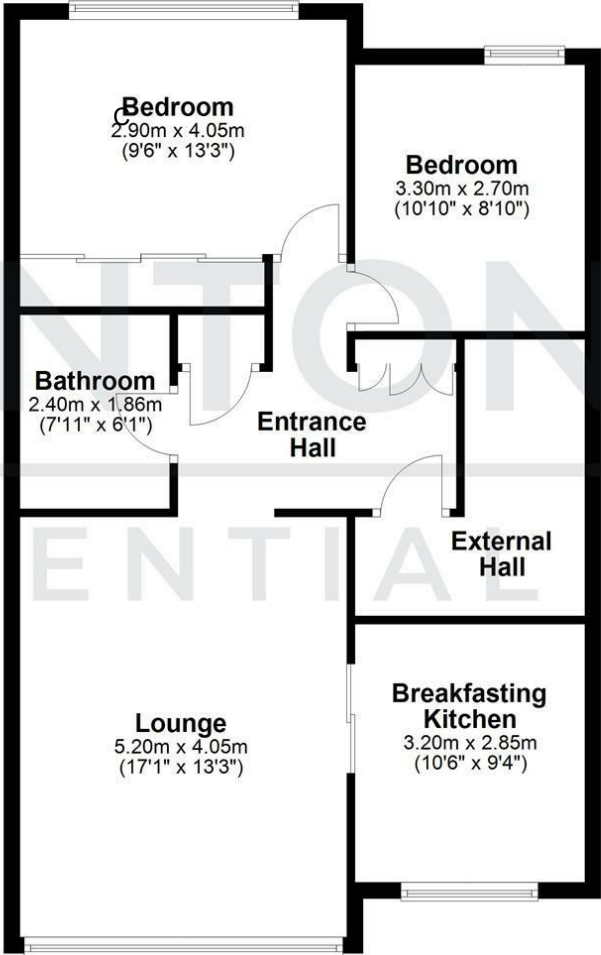 Bedroom
C
2.90m x 4.05m
(9'6" x 13'3")
Bedroom
3.30m x 2.70m
(10'10" x 8'10")
NTON
Bathroom
2.40m x 1.86m
(7'11" x 6'1")
Entrance
Hall
External
Hall
ENTIAL
Lounge
5.20m x 4.05m
(17'1" x 13'3")
Breakfasting
Kitchen
3.20m x 2.85m
(10'6" x 9'4")